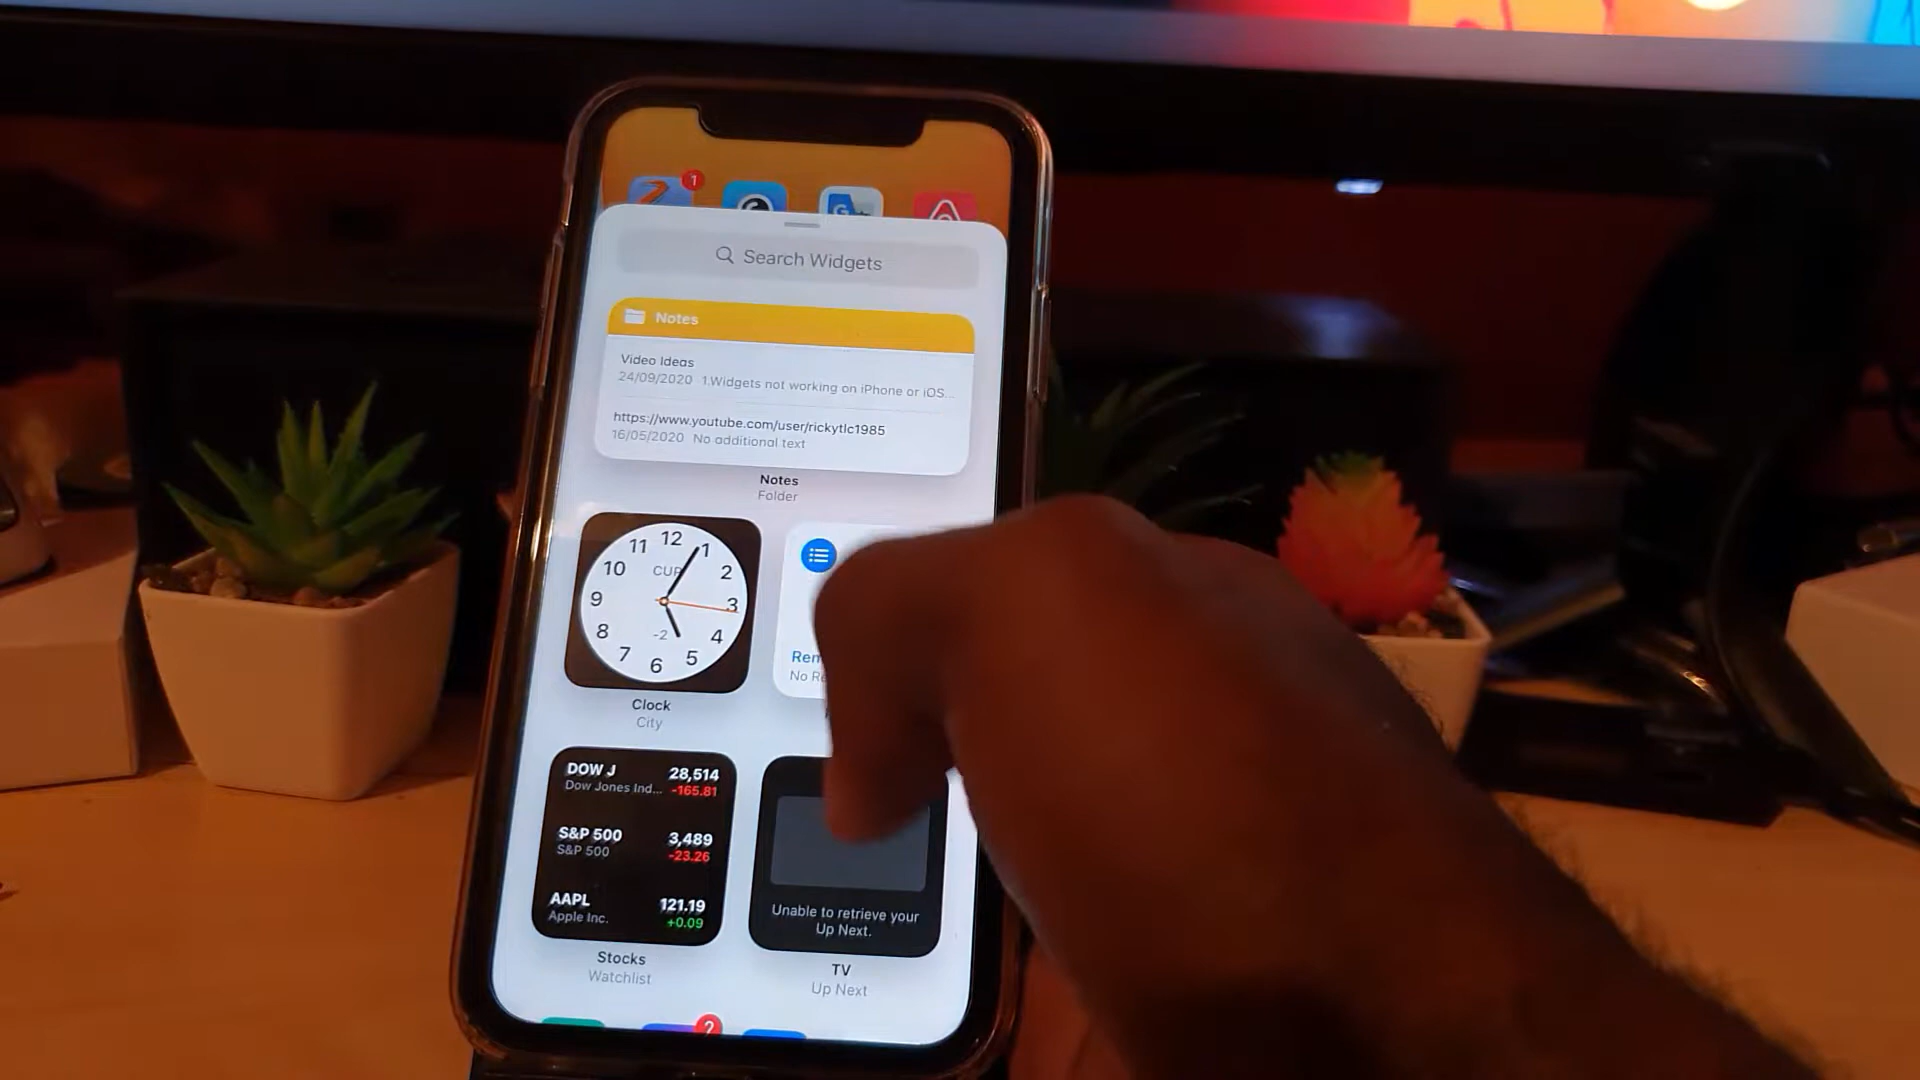 1
G
Search Widgets
Notes
Video Ideas
24/09/2020 1.Widgets not working on iPhone or iOS...
https://www.youtube.com/user/rickytlc1985
16/05/2020 No additional text
Notes
Folder
12
11 1
10 CUP 2
9 3
8 -2 4
7 5
6
Clock
City
DOW J 28,514
Dow Jones Ind... -165.81
S&P 500 3,489
S&P 500 -23.26
AAPL 121.19
Apple Inc. +0.09
Stocks
Watchlist
Rem
No Re
Unable to retrieve your
Up Next.
TV
Up Next
2